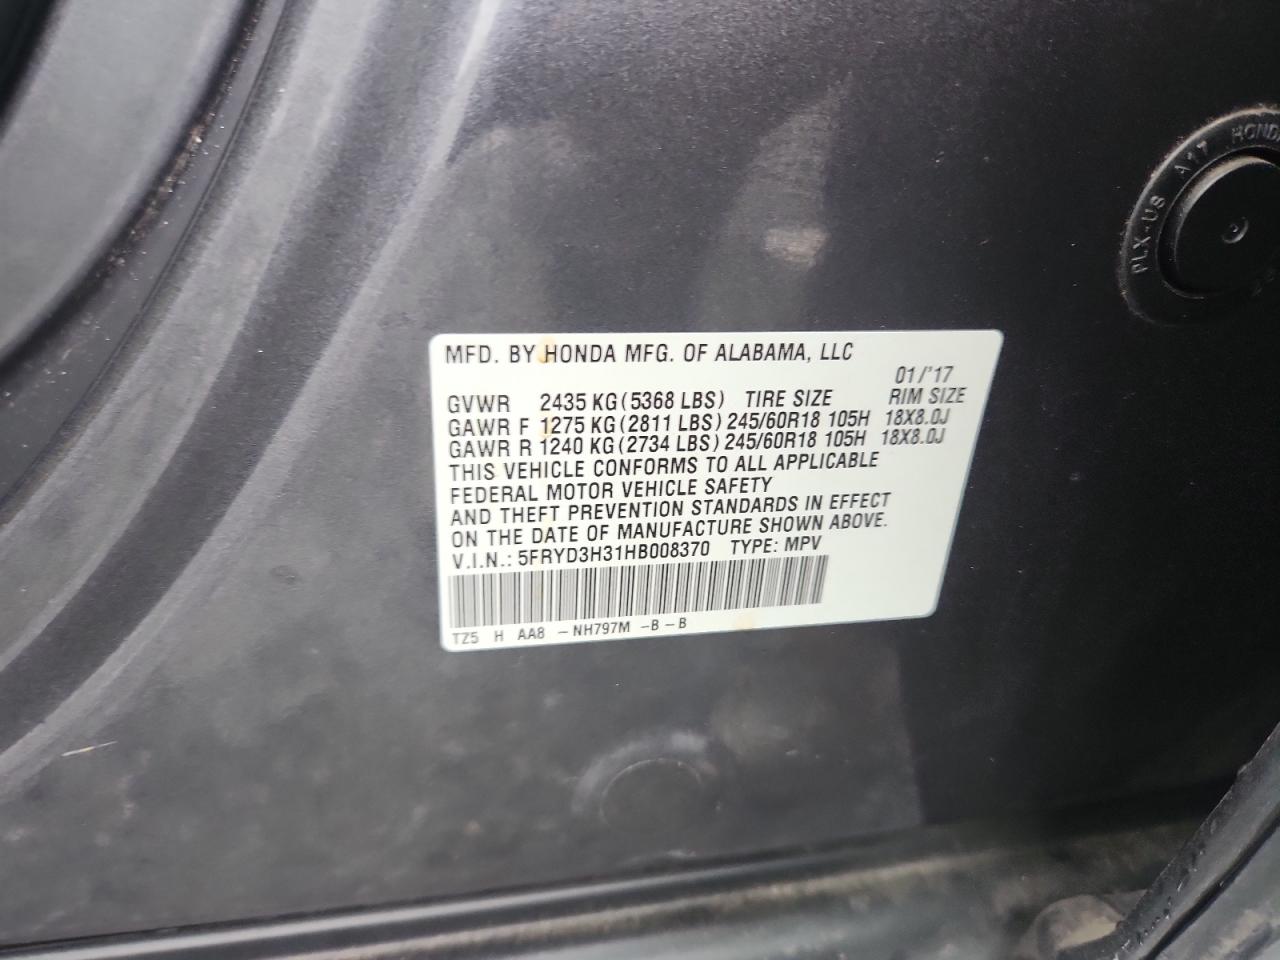 PLX-US A17 HONDA
MFD. BY HONDA MFG. OF ALABAMA, LLC
01/'17
GVWR 2435 KG (5368 LBS) TIRE SIZE RIM SIZE
GAWR F 1275 KG (2811 LBS) 245/60R18 105H 18X8.0J
GAWR R 1240 KG (2734 LBS) 245/60R18 105H 18X8.0J
THIS VEHICLE CONFORMS TO ALL APPLICABLE
FEDERAL MOTOR VEHICLE SAFETY
AND THEFT PREVENTION STANDARDS IN EFFECT
ON THE DATE OF MANUFACTURE SHOWN ABOVE.
V.I.N.: 5FRYD3H31HB008370 TYPE: MPV
TZ5 H AA8 -NH797M -B-B